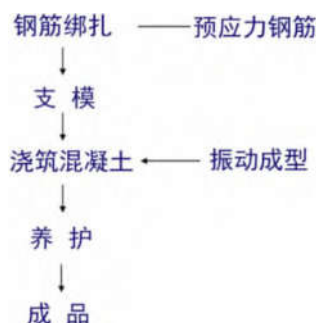 钢筋绑扎 预应力钢筋
支 模
浇筑混凝土 振动成型
养 护
成 品